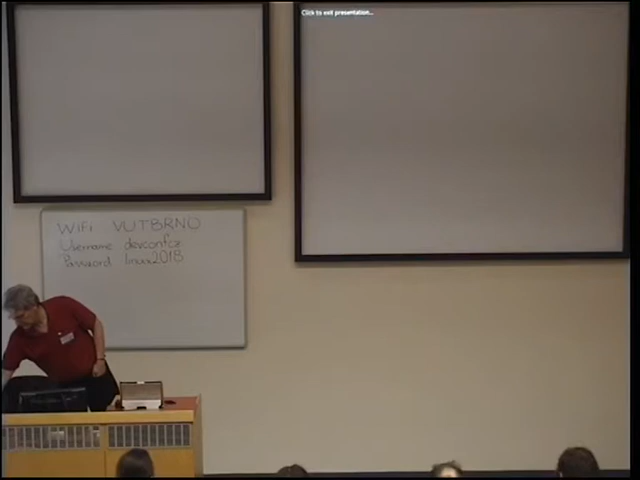 Click to exit presentation...
WiFi VUTBRNO
Username devconfcz
Password linux2018